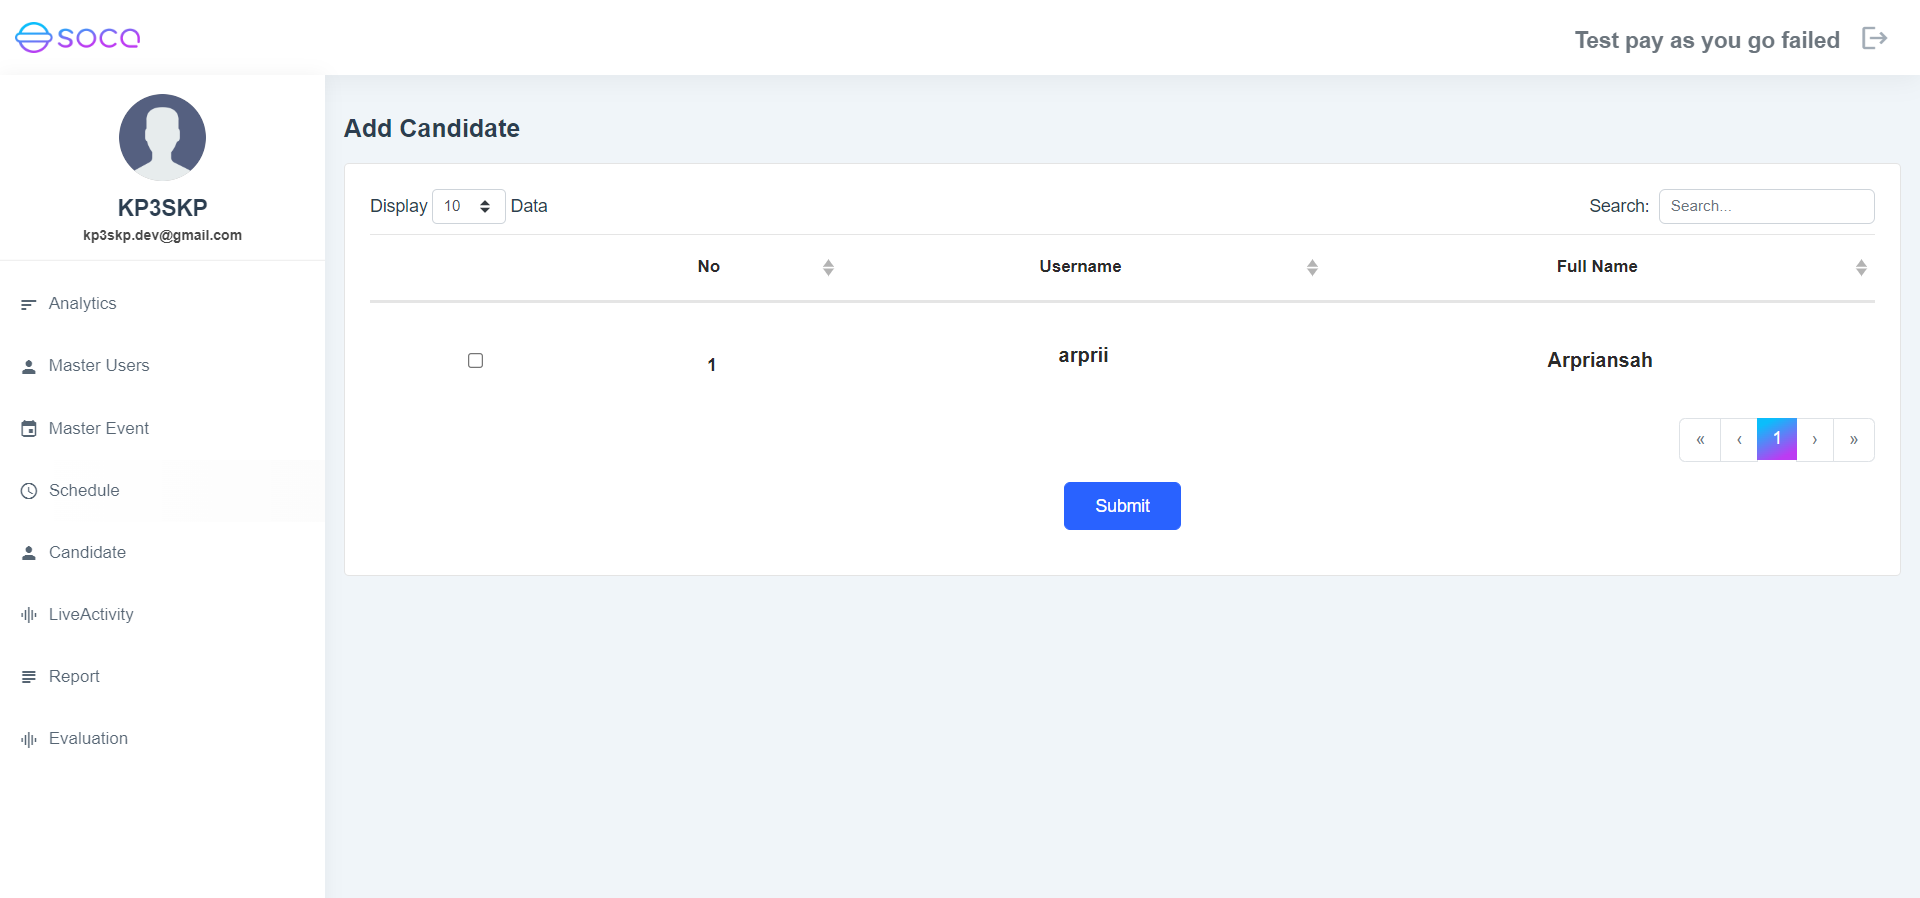 soca
Test pay as you go failed
KP3SKP
kp3skp.dev@gmail.com
Analytics
Master Users
Master Event
Schedule
Candidate
LiveActivity
Report
Evaluation
Add Candidate
Display 10 Data
Search: Search...
No Username Full Name
1 arprii Arpriansah
« ‹ 1 › »
Submit